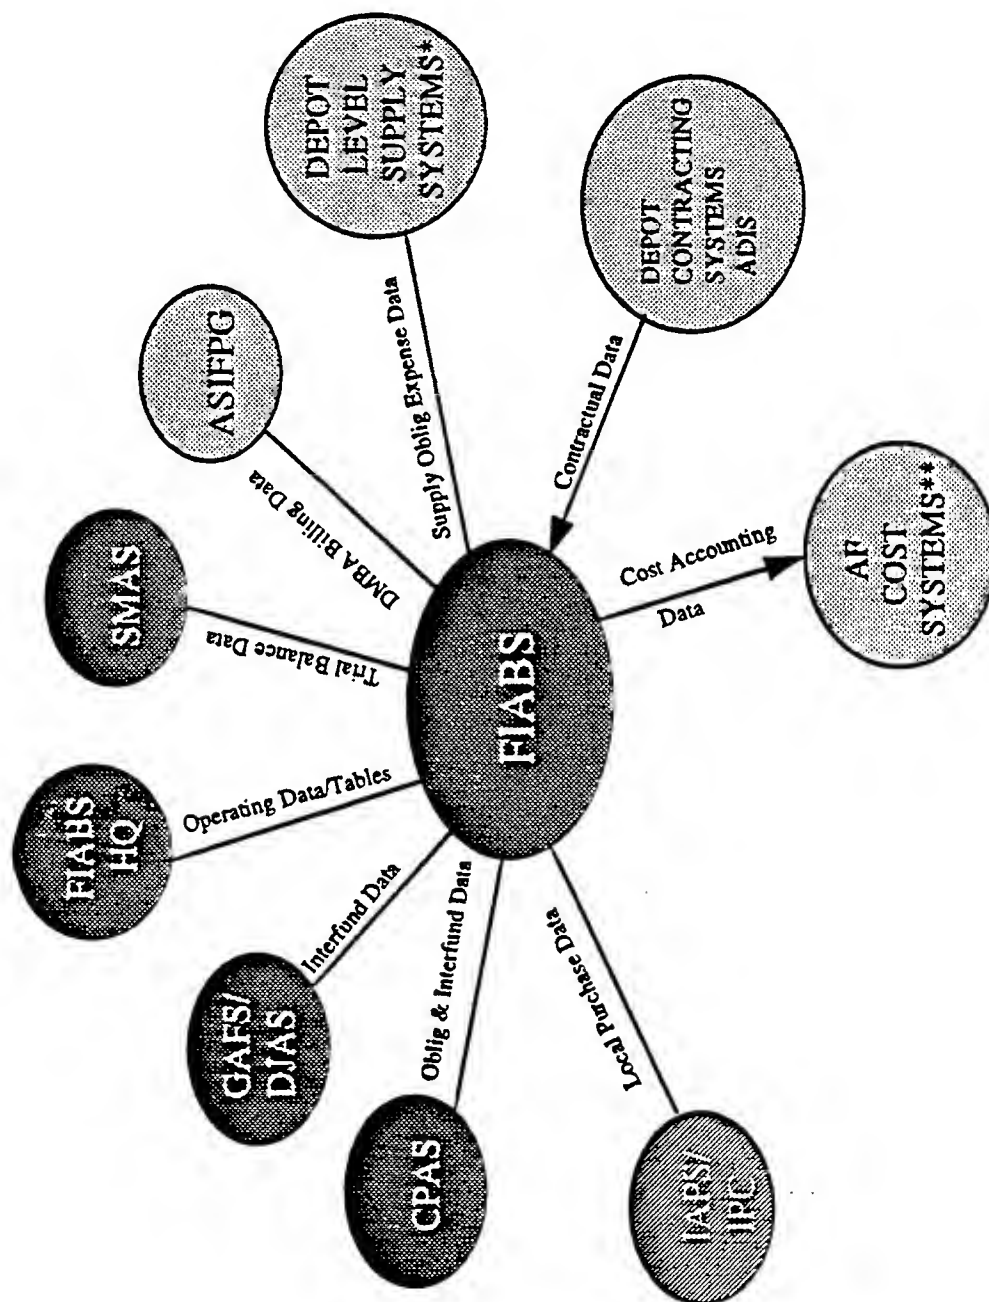 FIABS
HQ
SMAS
ASIFPG
GAFS/
DJAS
DEPOT
LEVEL
SUPPLY
SYSTEMS*
CPAS
Operating Data/Tables
Trial Balance Data
DMBA Billing Data
Interfund Data
Supply Oblig Expense Data
Oblig & Interfund Data
FIABS
Local Purchase Data
Contractual Data
DEPOT
CONTRACTING
SYSTEMS
ADIS
IAPS/
IPC
Cost Accounting
Data
AF
COST
SYSTEMS**